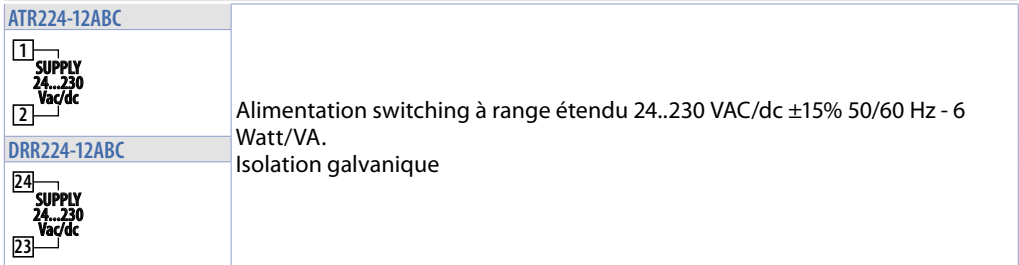 ATR224-12ABC
1
SUPPLY
24...230
Vac/dc
2
DRR224-12ABC
24
SUPPLY
24...230
Vac/dc
23
Alimentation switching à range étendu 24..230 VAC/dc ±15% 50/60 Hz - 6
Watt/VA.
Isolation galvanique